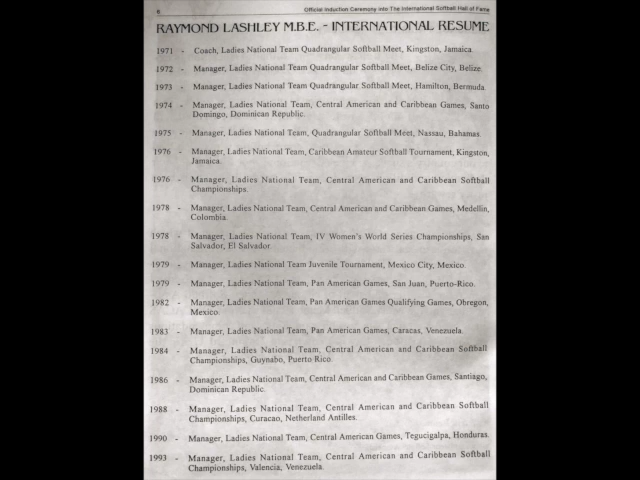 8 Official Induction Ceremony into The International Softball Hall of Fame
RAYMOND LASHLEY M.B.E. - INTERNATIONAL RESUME
1971 - Coach, Ladies National Team Quadrangular Softball Meet, Kingston, Jamaica.
1972 - Manager, Ladies National Team Quadrangular Softball Meet, Belize City, Belize.
1973 - Manager, Ladies National Team Quadrangular Softball Meet, Hamilton, Bermuda.
1974 - Manager, Ladies National Team, Central American and Caribbean Games, Santo
Domingo, Dominican Republic.
1975 - Manager, Ladies National Team, Quadrangular Softball Meet, Nassau, Bahamas.
1976 - Manager, Ladies National Team, Caribbean Amateur Softball Tournament, Kingston,
Jamaica.
1976 - Manager, Ladies National Team, Central American and Caribbean Softball
Championships.
1978 - Manager, Ladies National Team, Central American and Caribbean Games, Medellin,
Colombia.
1978 - Manager, Ladies National Team, IV Women's World Series Championships, San
Salvador, El Salvador.
1979 - Manager, Ladies National Team Juvenile Tournament, Mexico City, Mexico.
1979 - Manager, Ladies National Team, Pan American Games, San Juan, Puerto-Rico.
1982 - Manager, Ladies National Team, Pan American Games Qualifying Games, Obregon,
Mexico.
1983 - Manager, Ladies National Team, Pan American Games, Caracas, Venezuela.
1984 - Manager, Ladies National Team, Central American and Caribbean Softball
Championships, Guynabo, Puerto Rico.
1986 - Manager, Ladies National Team, Central American and Caribbean Games, Santiago,
Dominican Republic.
1988 - Manager, Ladies National Team, Central American and Caribbean Softball
Championships, Curacao, Netherland Antilles.
1990 - Manager, Ladies National Team, Central American Games, Tegucigalpa, Honduras.
1993 - Manager, Ladies National Team, Central American and Caribbean Softball
Championships, Valencia, Venezuela.